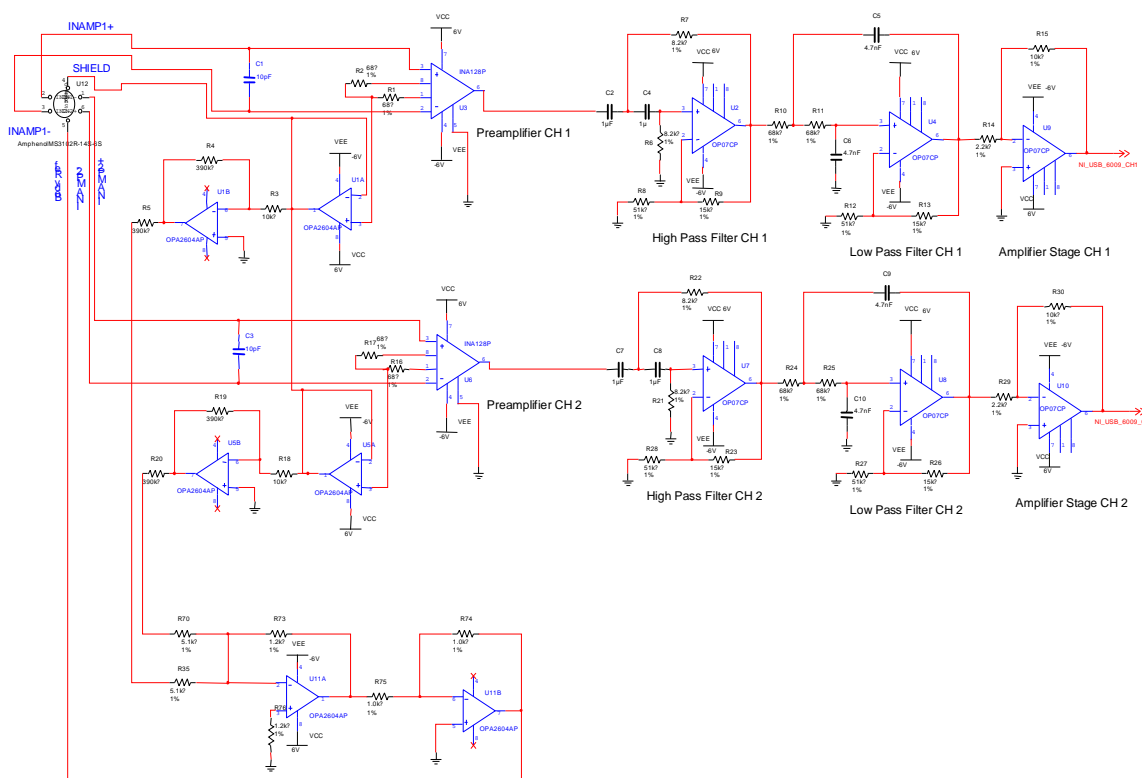 INAMP1+
SHIELD
U12
INAMP1-
AmphenolMS3102R-14S-6S
C1
10pF
R2
68?
1%
R1
68?
1%
VCC
6V
INA128P
U3
VEE
-6V
Preamplifier CH 1
R4
390k?
R3
10k?
R5
390k?
U1B
OPA2604AP
U1A
VEE
-6V
OPA2604AP
VCC
6V
C2
1µF
C4
1µ
R7
8.2k?
1%
R6
8.2k?
1%
VCC
6V
U2
OP07CP
VEE
-6V
R8
51k?
1%
R9
15k?
1%
High Pass Filter CH 1
R10
68k?
1%
R11
68k?
1%
C5
4.7nF
C6
4.7nF
VCC
6V
U4
OP07CP
VEE
-6V
R12
51k?
1%
R13
15k?
1%
Low Pass Filter CH 1
R14
2.2k?
1%
R15
10k?
1%
VEE
-6V
U9
OP07CP
VCC
6V
NI_USB_6009_CH1
Amplifier Stage CH 1
C3
10pF
R17
68?
1%
R16
68?
1%
VCC
6V
INA128P
U6
VEE
-6V
Preamplifier CH 2
R19
390k?
R18
10k?
R20
390k?
U5B
OPA2604AP
U5A
VEE
-6V
OPA2604AP
VCC
6V
C7
1µF
C8
1µF
R22
8.2k?
1%
R21
8.2k?
1%
VCC
6V
U7
OP07CP
VEE
-6V
R28
51k?
1%
R23
15k?
1%
High Pass Filter CH 2
R24
68k?
1%
R25
68k?
1%
C9
4.7nF
C10
4.7nF
VCC
6V
U8
OP07CP
VEE
-6V
R27
51k?
1%
R26
15k?
1%
Low Pass Filter CH 2
R29
2.2k?
1%
R30
10k?
1%
VEE
-6V
U10
OP07CP
VCC
6V
Amplifier Stage CH 2
R70
5.1k?
1%
R35
5.1k?
1%
R73
1.2k?
1%
VEE
-6V
U11A
OPA2604AP
R76
1.2k?
1%
VCC
6V
R75
1.0k?
1%
R74
1.0k?
1%
U11B
OPA2604AP